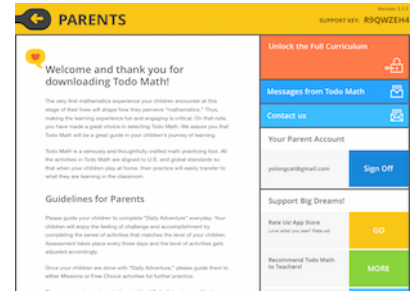 PARENTS
Version: 3.1.2
SUPPORT KEY: R9QWZEH4
Welcome and thank you for
downloading Todo Math!
The very first mathematics experience your children encounter at this
stage of their lives will shape how they perceive "mathematics." Thus,
making the learning experience fun and engaging is critical. On that note,
you have made a great choice in selecting Todo Math. We assure you that
Todo Math will be a great guide in your children's journey of learning.
Todo Math is a seriously and thoughtfully crafted math practicing tool. All
the activities in Todo Math are aligned to U.S. and global standards so
that when your children play at home, their practice will easily transfer to
what they are learning in the classroom.
Guidelines for Parents
Please guide your children to complete "Daily Adventure" everyday. Your
children will enjoy the feeling of challenge and accomplishment by
completing the series of activities that matches the level of your children.
Assessment takes place every three days and the level of activities gets
adjusted accordingly.
Once your children are done with "Daily Adventure," please guide them to
either Missions or Free Choice activities for further practice.
Unlock the Full Curriculum
Messages from Todo Math
Contact us
Your Parent Account
yolongcat@gmail.com
Sign Off
Support Big Dreams!
Rate Us! App Store
Love what you see? Rate us!
GO
Recommend Todo Math
to Teachers!
MORE